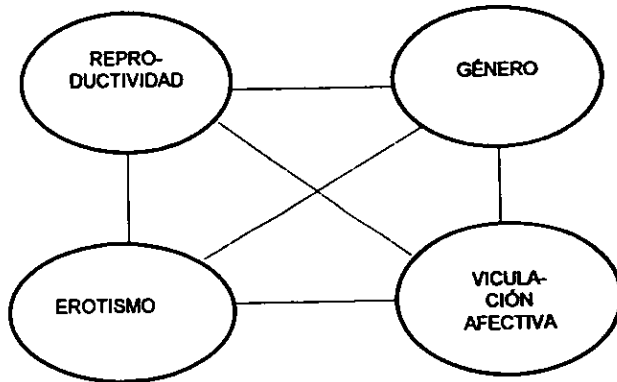 REPRO-
DUCTIVIDAD
GÉNERO
EROTISMO
VICULA-
CIÓN
AFECTIVA